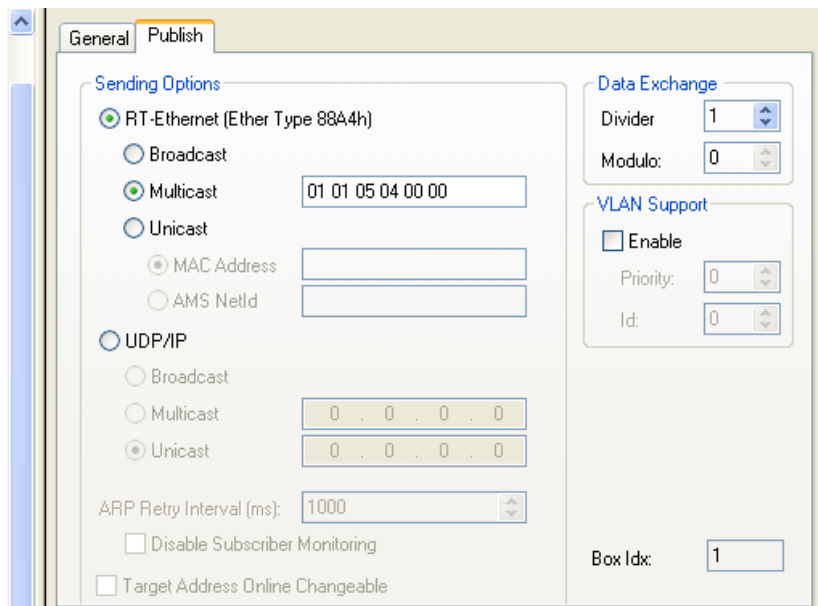 General
Publish
Sending Options
RT-Ethernet (Ether Type 88A4h)
Broadcast
Multicast 01 01 05 04 00 00
Unicast
MAC Address
AMS NetId
UDP/IP
Broadcast
Multicast 0 . 0 . 0 . 0
Unicast 0 . 0 . 0 . 0
ARP Retry Interval (ms): 1000
Disable Subscriber Monitoring
Target Address Online Changeable
Data Exchange
Divider 1
Modulo: 0
VLAN Support
Enable
Priority: 0
Id: 0
Box Idx: 1